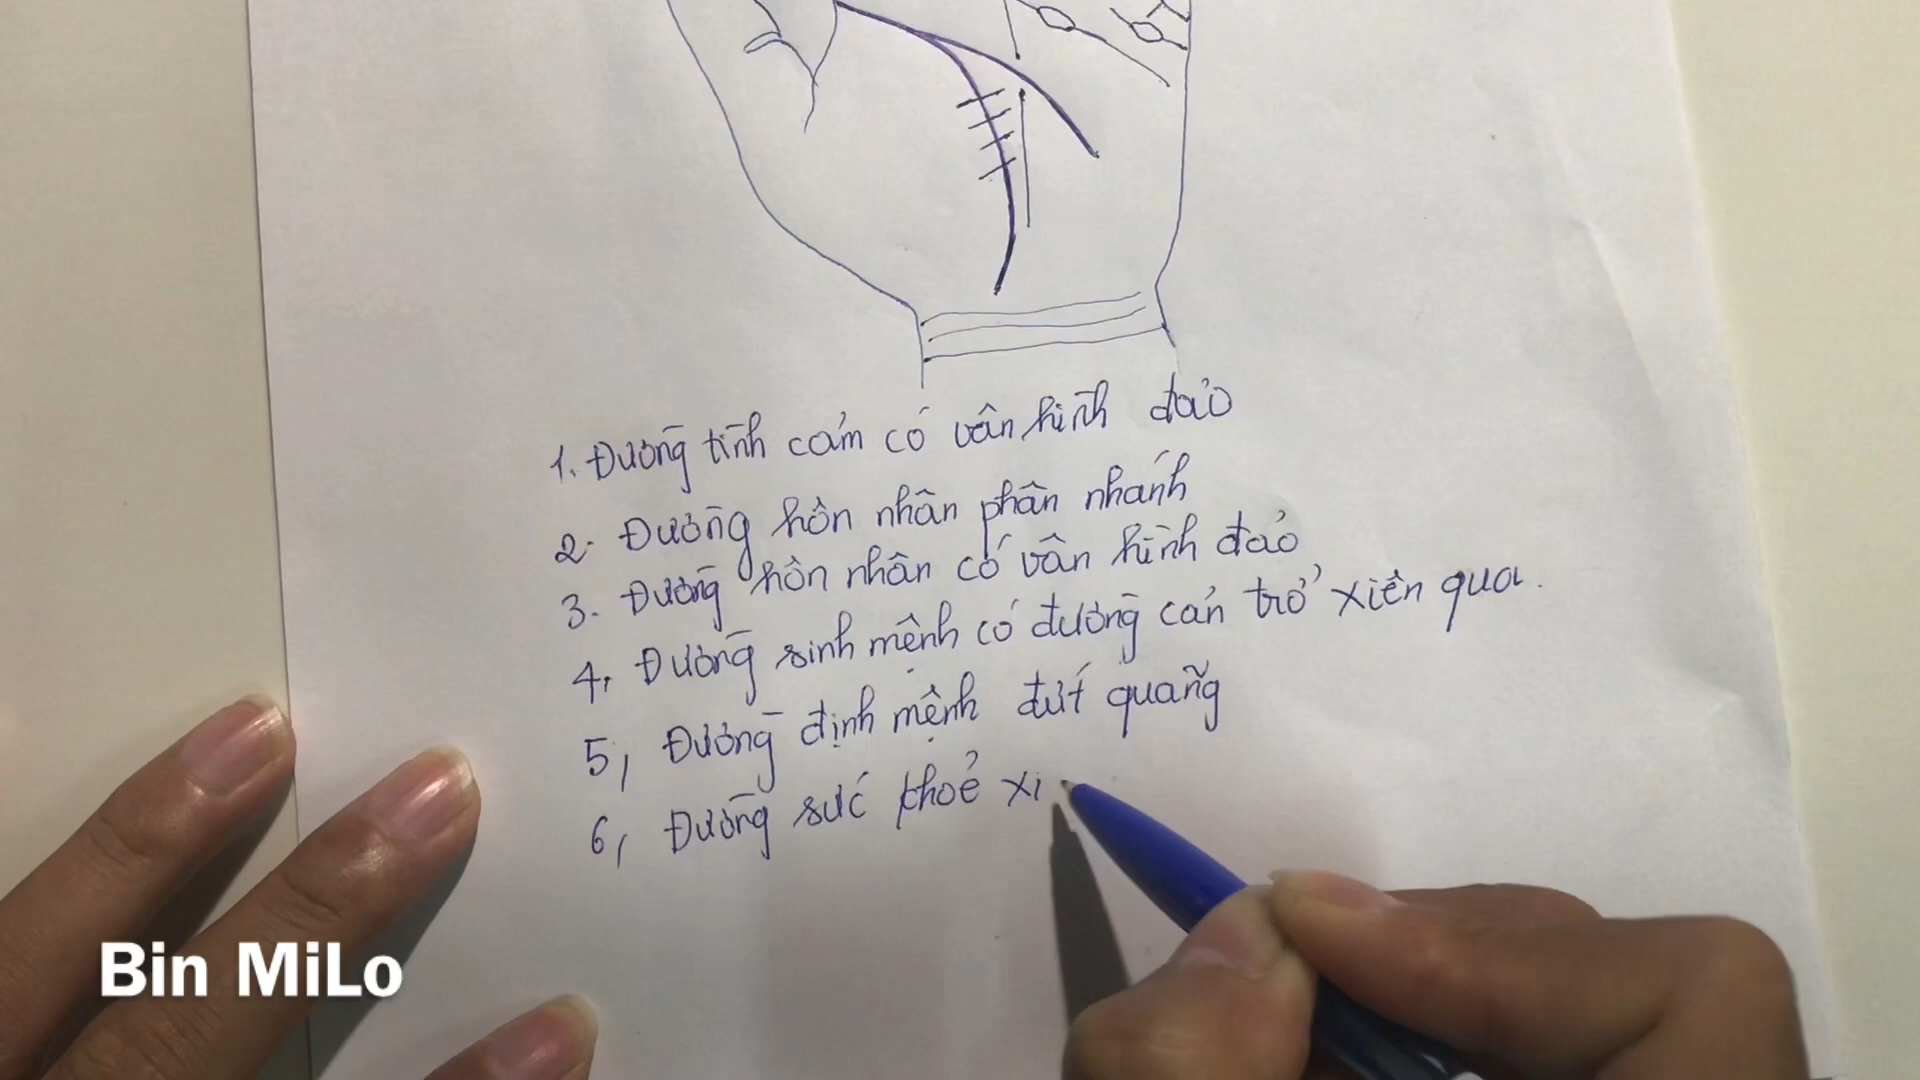 1. Đường tình cảm có vân hình đảo
2. Đường hôn nhân phân nhánh
3. Đường hôn nhân có vân hình đảo
4, Đường sinh mệnh có đường cản trở xiên qua.
5, Đường định mệnh đứt quãng
6, Đường sức khoẻ xi
Bin MiLo